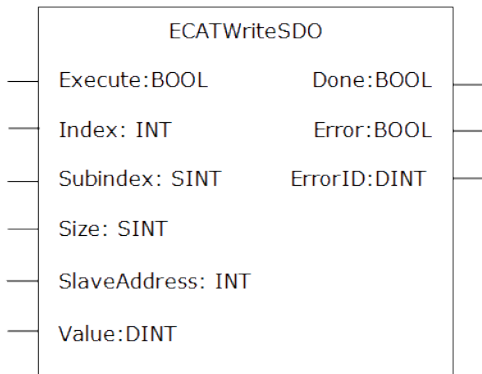 ECATWriteSDO
Execute:BOOL Done:BOOL
Index: INT Error:BOOL
Subindex: SINT ErrorID:DINT
Size: SINT
SlaveAddress: INT
Value:DINT